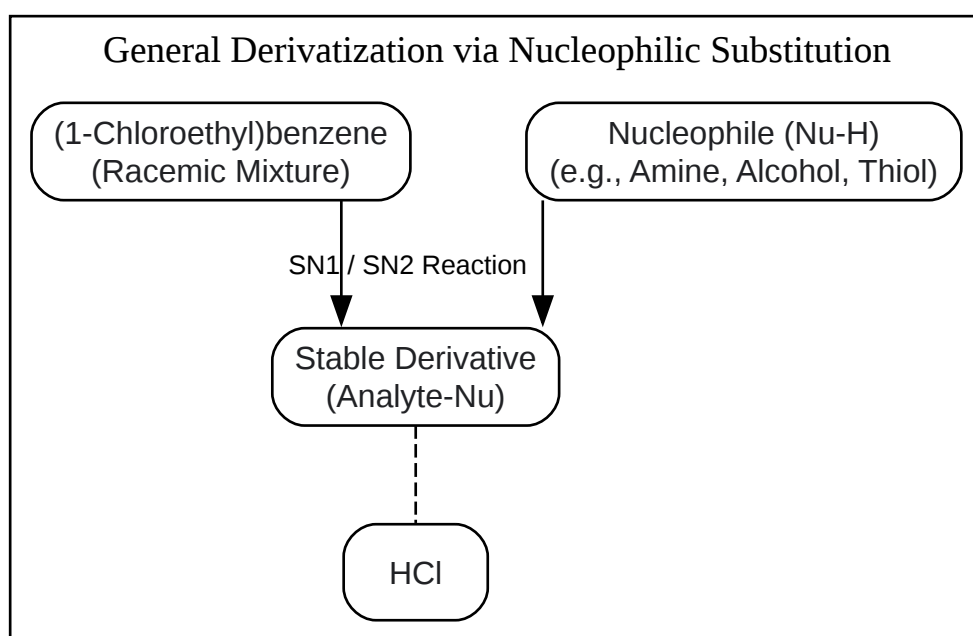 General Derivatization via Nucleophilic Substitution
(1-Chloroethyl)benzene
(Racemic Mixture)
Nucleophile (Nu-H)
(e.g., Amine, Alcohol, Thiol)
SN1 / SN2 Reaction
Stable Derivative
(Analyte-Nu)
HCl